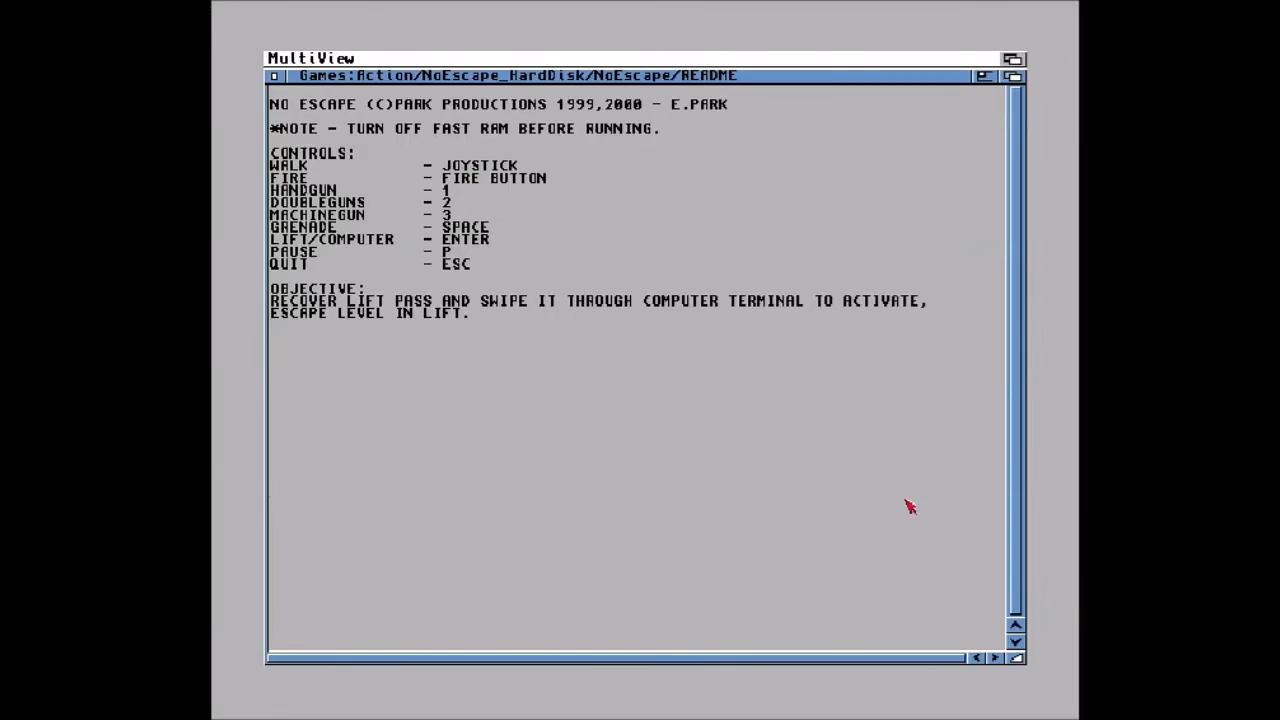 MultiView
Games:Action/NoEscape_HardDisk/NoEscape/README
NO ESCAPE (C)PARK PRODUCTIONS 1999,2000 - E.PARK
*NOTE - TURN OFF FAST RAM BEFORE RUNNING.
CONTROLS:
WALK - JOYSTICK
FIRE - FIRE BUTTON
HANDGUN - 1
DOUBLEGUNS - 2
MACHINEGUN - 3
GRENADE - SPACE
LIFT/COMPUTER - ENTER
PAUSE - P
QUIT - ESC
OBJECTIVE:
RECOVER LIFT PASS AND SWIPE IT THROUGH COMPUTER TERMINAL TO ACTIVATE,
ESCAPE LEVEL IN LIFT.